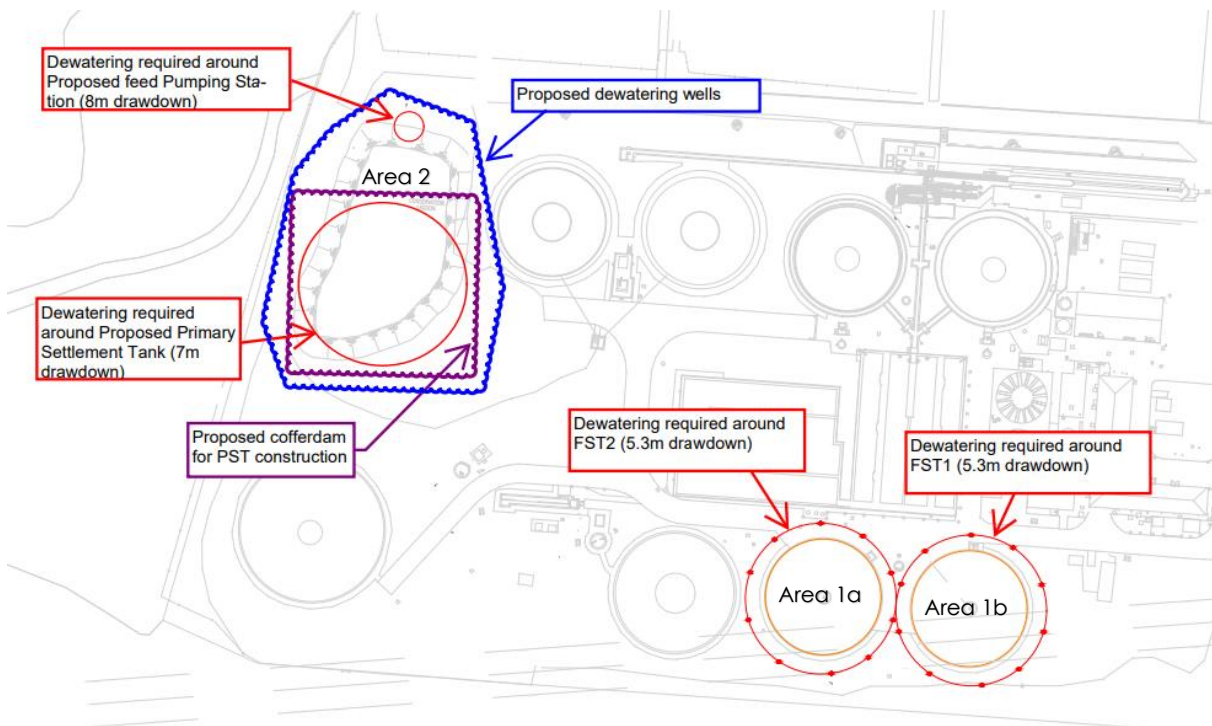 Dewatering required around
Proposed feed Pumping Sta-
tion (8m drawdown)
Proposed dewatering wells
Area 2
Dewatering required
around Proposed Primary
Settlement Tank (7m
drawdown)
Proposed cofferdam
for PST construction
Dewatering required around
FST2 (5.3m drawdown)
Dewatering required around
FST1 (5.3m drawdown)
Area 1a
Area 1b